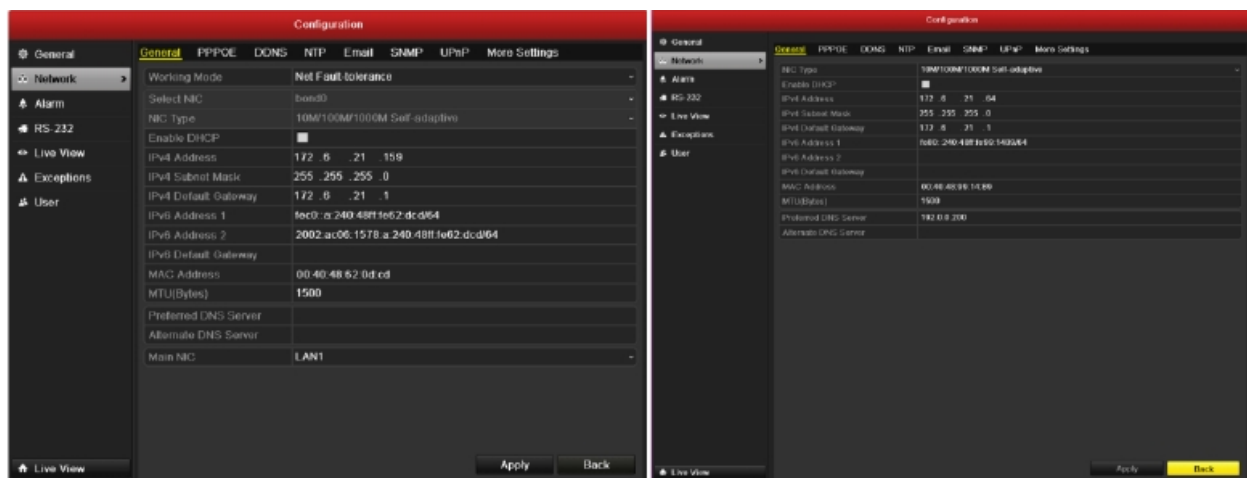 Configuration
General
Network
Alarm
RS-232
Live View
Exceptions
User
Live View
General PPPOE DDNS NTP Email SNMP UPnP More Settings
Working Mode Net Fault-tolerance
Select NIC bond0
NIC Type 10M/100M/1000M Self-adaptive
Enable DHCP
IPv4 Address 172 .6 .21 .159
IPv4 Subnet Mask 255 .255 .255 .0
IPv4 Default Gateway 172 .6 .21 .1
IPv6 Address 1 fec0::a:240:48ff:fe62:dcd/64
IPv6 Address 2 2002:ac06:1578:a:240:48ff:fe62:dcd/64
IPv6 Default Gateway
MAC Address 00:40:48:62:0d:cd
MTU(Bytes) 1500
Preferred DNS Server
Alternate DNS Server
Main NIC LAN1
Apply Back
Configuration
General
Network
Alarm
RS-232
Live View
Exceptions
User
Live View
General PPPOE DDNS NTP Email SNMP UPnP More Settings
NIC Type 10M/100M/1000M Self-adaptive
Enable DHCP
IPv4 Address 172 .6 .21 .64
IPv4 Subnet Mask 255 .255 .255 .0
IPv4 Default Gateway 172 .6 .21 .1
IPv6 Address 1
IPv6 Address 2
IPv6 Default Gateway
MAC Address
MTU(Bytes) 1500
Preferred DNS Server 192.0.0.200
Alternate DNS Server
Apply Back